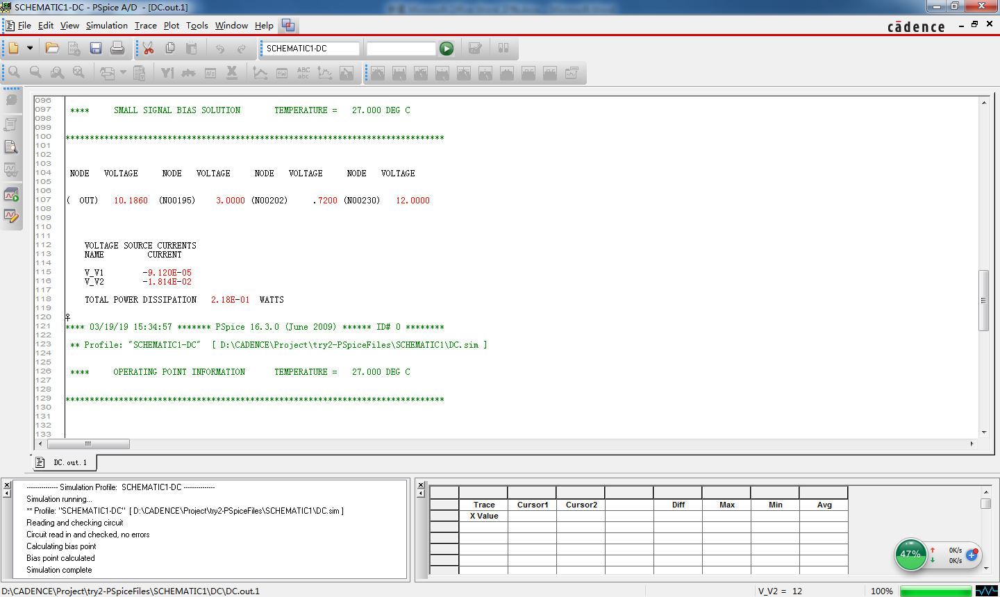 SCHEMATIC1-DC - PSpice A/D - [DC.out.1]
File Edit View Simulation Trace Plot Tools Window Help
cādence
SCHEMATIC1-DC
ABC
abc
096
097 **** SMALL SIGNAL BIAS SOLUTION TEMPERATURE = 27.000 DEG C
098
099
100 ******************************************************************************
101
102
103
104 NODE VOLTAGE NODE VOLTAGE NODE VOLTAGE NODE VOLTAGE
105
106
107 ( OUT) 10.1860 (N00195) 3.0000 (N00202) .7200 (N00230) 12.0000
108
109
110
111
112 VOLTAGE SOURCE CURRENTS
113 NAME CURRENT
114
115 V_V1 -9.120E-05
116 V_V2 -1.814E-02
117
118 TOTAL POWER DISSIPATION 2.18E-01 WATTS
119
120
121 **** 03/19/19 15:34:57 ******* PSpice 16.3.0 (June 2009) ****** ID# 0 ********
122
123 ** Profile: "SCHEMATIC1-DC" [ D:\CADENCE\Project\try2-PSpiceFiles\SCHEMATIC1\DC.sim ]
124
125
126 **** OPERATING POINT INFORMATION TEMPERATURE = 27.000 DEG C
127
128
129 ******************************************************************************
130
131
132
133
DC.out.1
--------------- Simulation Profile: SCHEMATIC1-DC ---------------
Simulation running...
** Profile: "SCHEMATIC1-DC" [ D:\CADENCE\Project\try2-PSpiceFiles\SCHEMATIC1\DC.sim ]
Reading and checking circuit
Circuit read in and checked, no errors
Calculating bias point
Bias point calculated
Simulation complete
Trace Cursor1 Cursor2 Diff Max Min Avg
X Value
47%
0K/s
0K/s
D:\CADENCE\Project\try2-PSpiceFiles\SCHEMATIC1\DC\DC.out.1
V_V2 = 12
100%